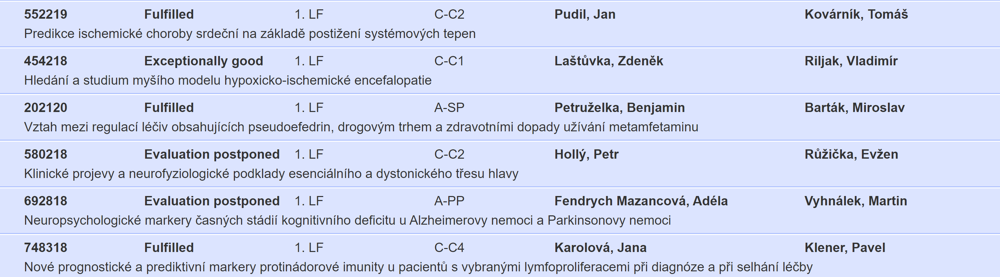 552219 Fulfilled 1. LF C-C2 Pudil, Jan Kovárník, Tomáš
Predikce ischemické choroby srdeční na základě postižení systémových tepen
454218 Exceptionally good 1. LF C-C1 Laštůvka, Zdeněk Riljak, Vladimír
Hledání a studium myšího modelu hypoxicko-ischemické encefalopatie
202120 Fulfilled 1. LF A-SP Petruželka, Benjamin Barták, Miroslav
Vztah mezi regulací léčiv obsahujících pseudoefedrin, drogovým trhem a zdravotními dopady užívání metamfetaminu
580218 Evaluation postponed 1. LF C-C2 Hollý, Petr Růžička, Evžen
Klinické projevy a neurofyziologické podklady esenciálního a dystonického třesu hlavy
692818 Evaluation postponed 1. LF A-PP Fendrych Mazancová, Adéla Vyhnálek, Martin
Neuropsychologické markery časných stádií kognitivního deficitu u Alzheimerovy nemoci a Parkinsonovy nemoci
748318 Fulfilled 1. LF C-C4 Karolová, Jana Klener, Pavel
Nové prognostické a prediktivní markery protinádorové imunity u pacientů s vybranými lymfoproliferacemi při diagnóze a při selhání léčby